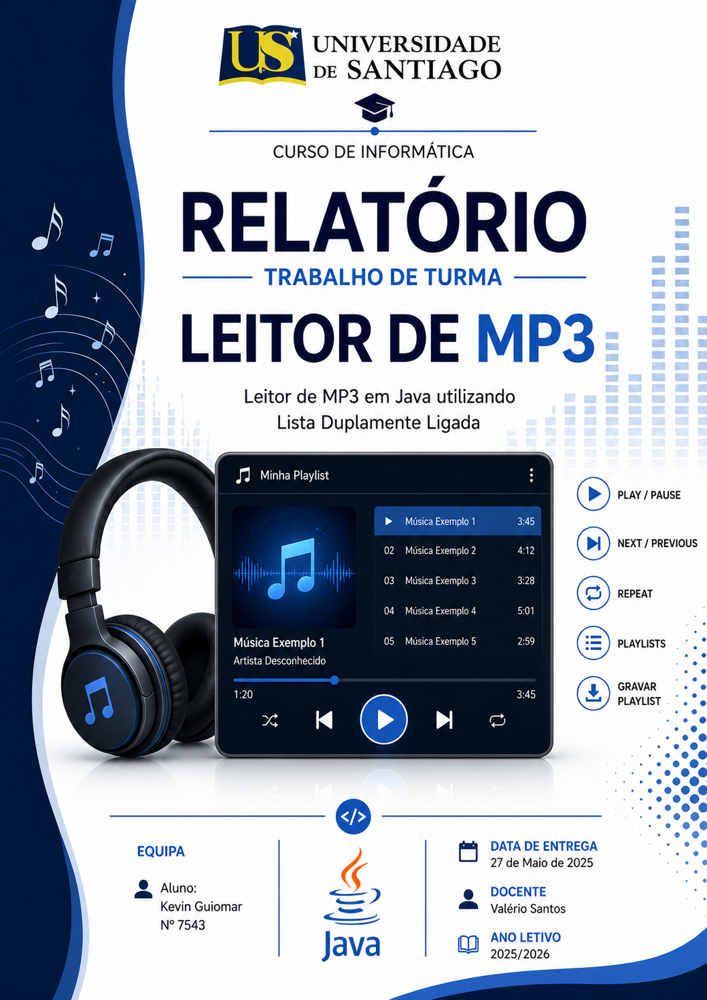 US
UNIVERSIDADE
DE SANTIAGO
CURSO DE INFORMÁTICA
RELATÓRIO
TRABALHO DE TURMA
LEITOR DE MP3
Leitor de MP3 em Java utilizando
Lista Duplamente Ligada
Minha Playlist
Música Exemplo 1 3:45
02 Música Exemplo 2 4:12
03 Música Exemplo 3 3:28
04 Música Exemplo 4 5:01
05 Música Exemplo 5 2:59
Música Exemplo 1
Artista Desconhecido
1:20 3:45
PLAY / PAUSE
NEXT / PREVIOUS
REPEAT
PLAYLISTS
GRAVAR
PLAYLIST
</>
EQUIPA
Aluno:
Kevin Guiomar
Nº 7543
Java
DATA DE ENTREGA
27 de Maio de 2025
DOCENTE
Valério Santos
ANO LETIVO
2025/2026